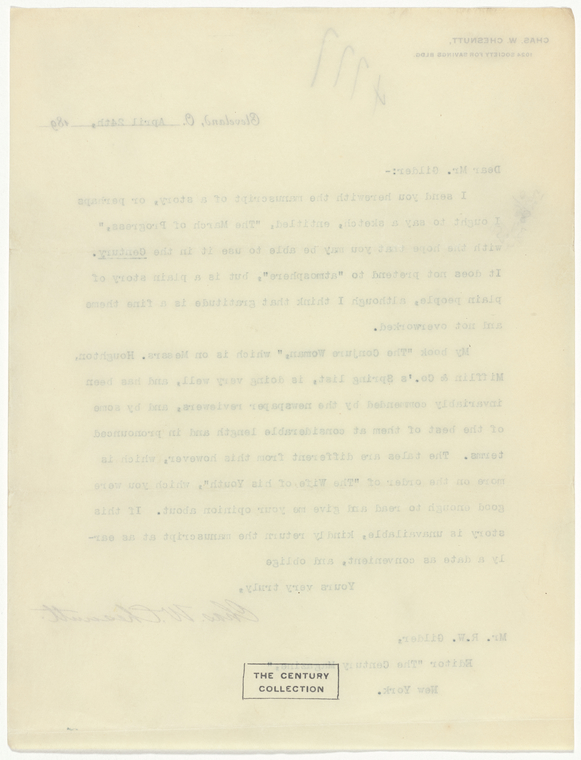 CHAS. W. CHESNUTT,
1024 SOCIETY FOR SAVINGS BLDG.
Cleveland, O. April 24th, 189
Dear Mr. Gilder:-
I send you herewith the manuscript of a story, or perhaps
I ought to say a sketch, entitled, "The March of Progress,"
with the hope that you may be able to use it in the Century.
It does not pretend to "atmosphere", but is a plain story of
plain people, although I think that gratitude is a fine theme
and not overworked.
My book "The Conjure Woman," which is on Messrs. Houghton,
Mifflin & Co.'s Spring list, is doing very well, and has been
invariably commended by the newspaper reviewers, and by some
of the best of them at considerable length and in pronounced
terms. The tales are different from this however, which is
more on the order of "The Wife of his Youth", which you were
good enough to read and give me your opinion about. If this
story is unavailable, kindly return the manuscript at as ear-
ly a date as convenient, and oblige
Yours very truly,
Chas. W. Chesnutt.
Mr. R.W. Gilder,
Editor "The Century Magazine,"
New York.
THE CENTURY
COLLECTION